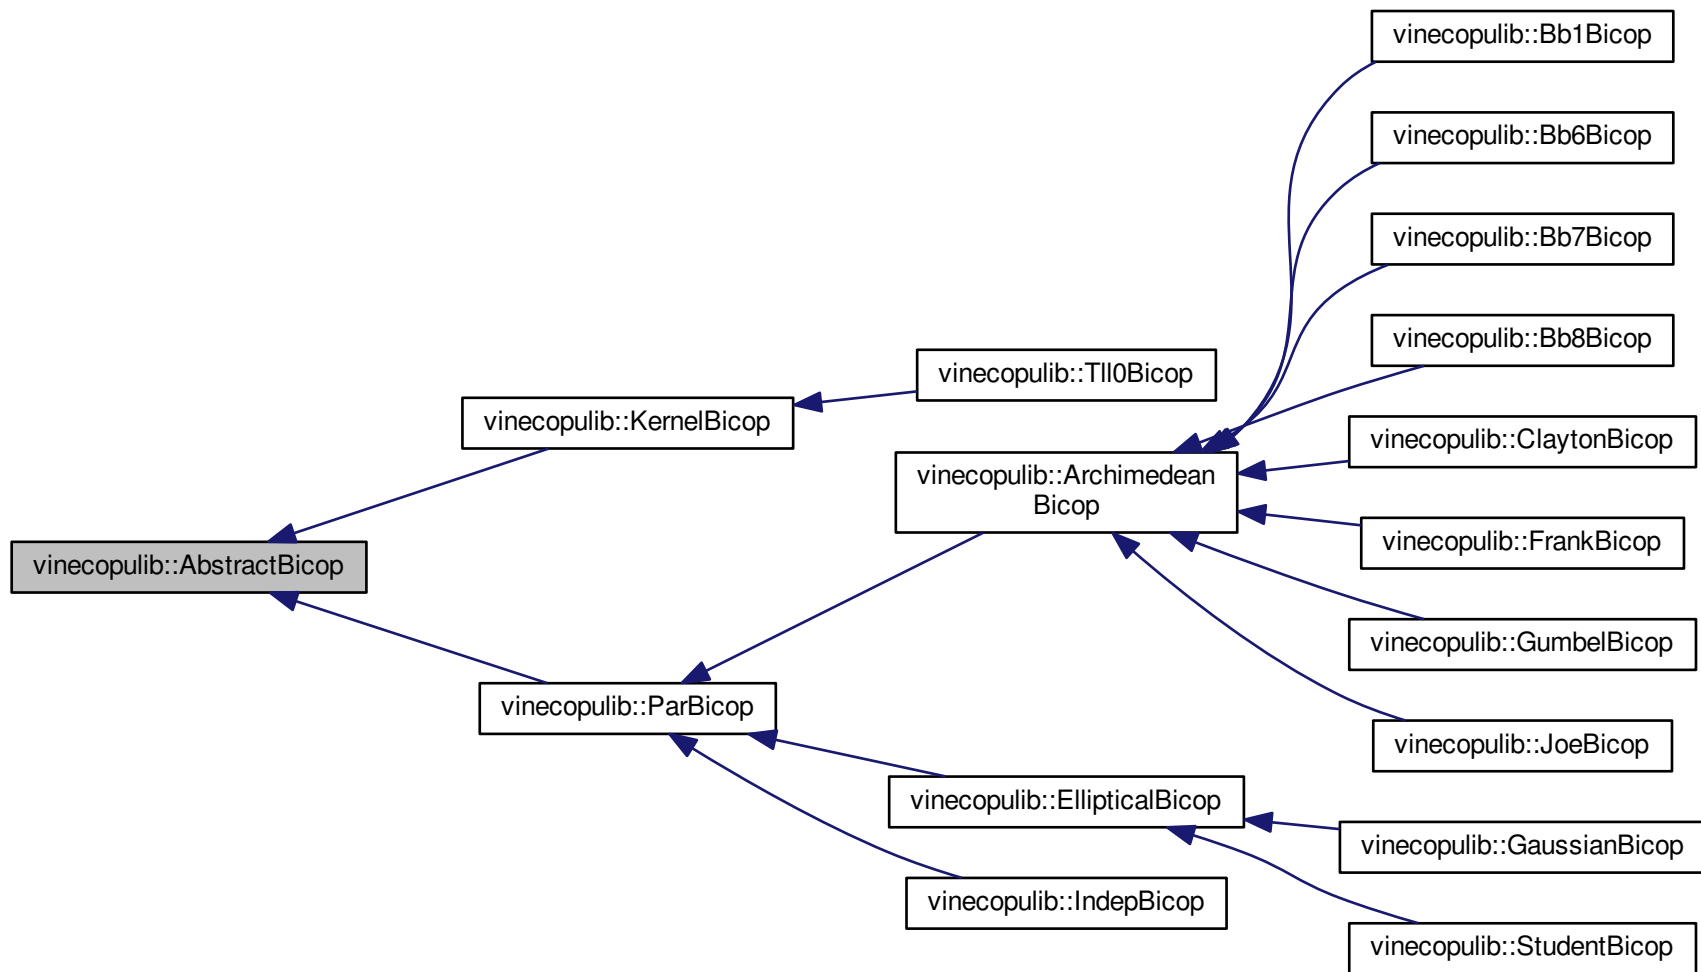 vinecopulib::Bb1Bicop
vinecopulib::Bb6Bicop
vinecopulib::Bb7Bicop
vinecopulib::Bb8Bicop
vinecopulib::Tll0Bicop
vinecopulib::KernelBicop
vinecopulib::ClaytonBicop
vinecopulib::Archimedean
Bicop
vinecopulib::FrankBicop
vinecopulib::AbstractBicop
vinecopulib::GumbelBicop
vinecopulib::ParBicop
vinecopulib::JoeBicop
vinecopulib::EllipticalBicop
vinecopulib::GaussianBicop
vinecopulib::IndepBicop
vinecopulib::StudentBicop